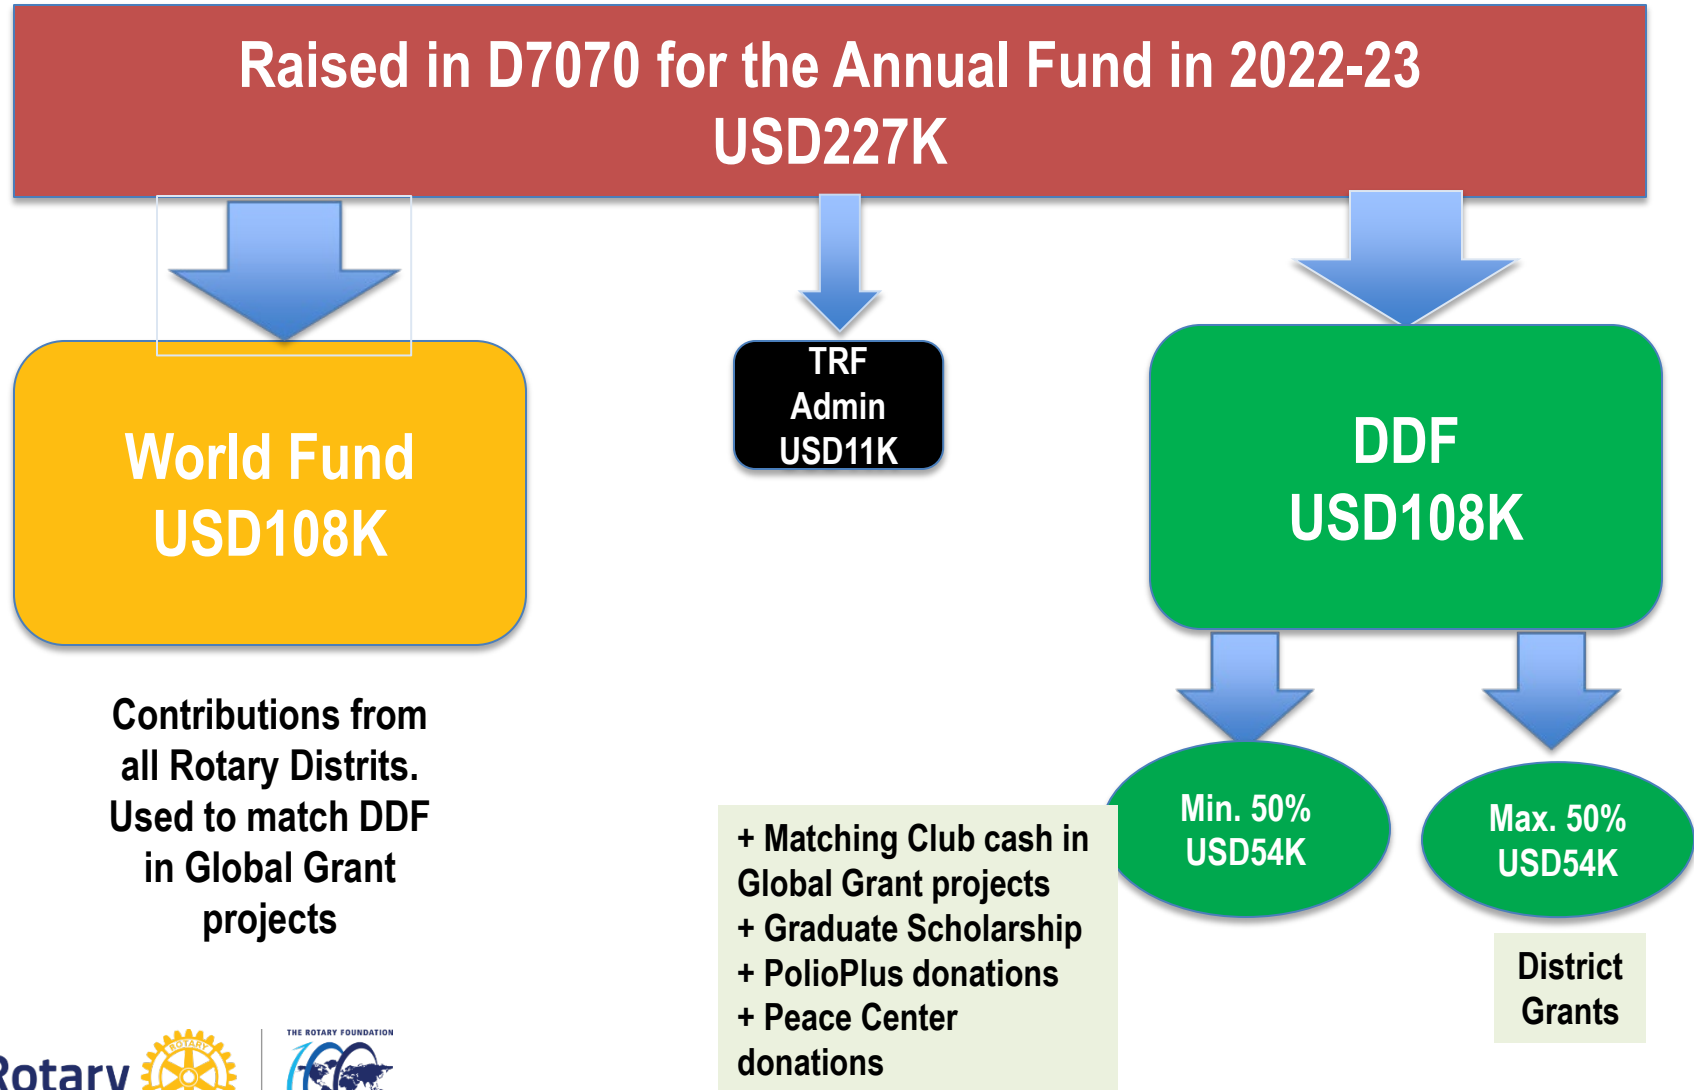 Raised in D7070 for the Annual Fund in 2022-23
USD227K
World Fund
USD108K
TRF
Admin
USD11K
DDF
USD108K
Contributions from
all Rotary Distrits.
Used to match DDF
in Global Grant
projects
+ Matching Club cash in
Global Grant projects
+ Graduate Scholarship
+ PolioPlus donations
+ Peace Center
donations
Min. 50%
USD54K
Max. 50%
USD54K
District
Grants
Rotary
ROTARY
THE ROTARY FOUNDATION
100